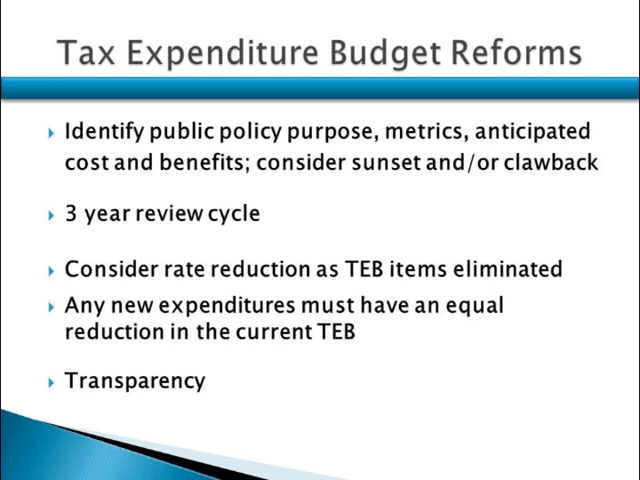 Tax Expenditure Budget Reforms
Identify public policy purpose, metrics, anticipated
cost and benefits; consider sunset and/or clawback
3 year review cycle
Consider rate reduction as TEB items eliminated
Any new expenditures must have an equal
reduction in the current TEB
Transparency